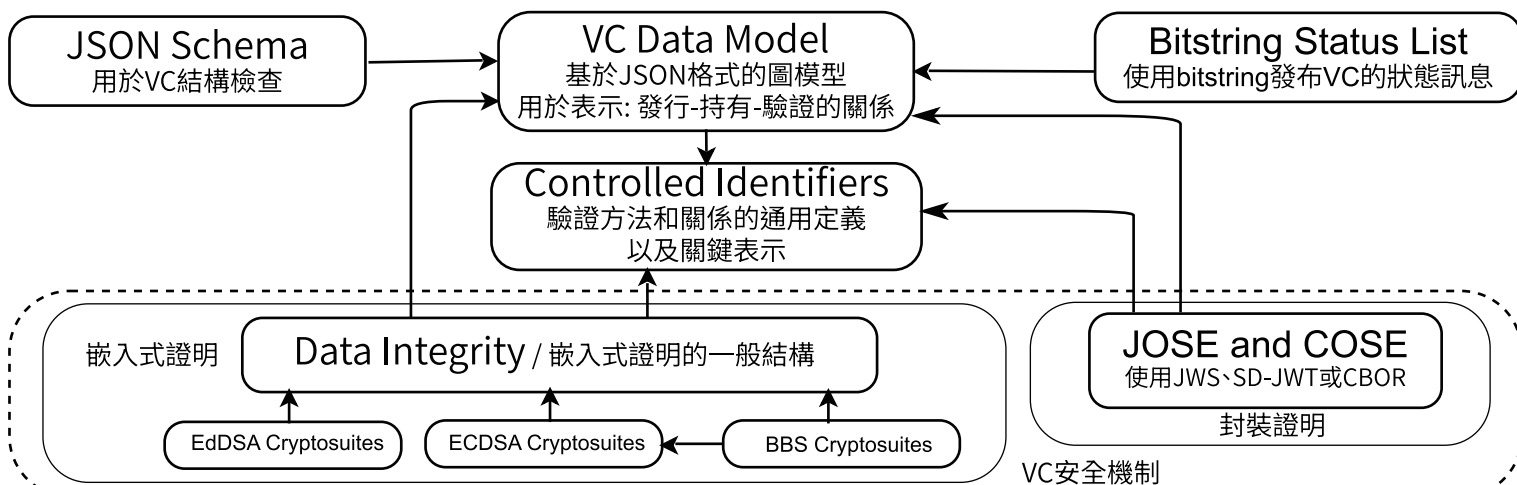 JSON Schema
用於VC結構檢查
VC Data Model
基於JSON格式的圖模型
用於表示: 發行-持有-驗證的關係
Bitstring Status List
使用bitstring發布VC的狀態訊息
Controlled Identifiers
驗證方法和關係的通用定義
以及關鍵表示
嵌入式證明
Data Integrity / 嵌入式證明的一般結構
EdDSA Cryptosuites
ECDSA Cryptosuites
BBS Cryptosuites
JOSE and COSE
使用JWS、SD-JWT或CBOR
封裝證明
VC安全機制